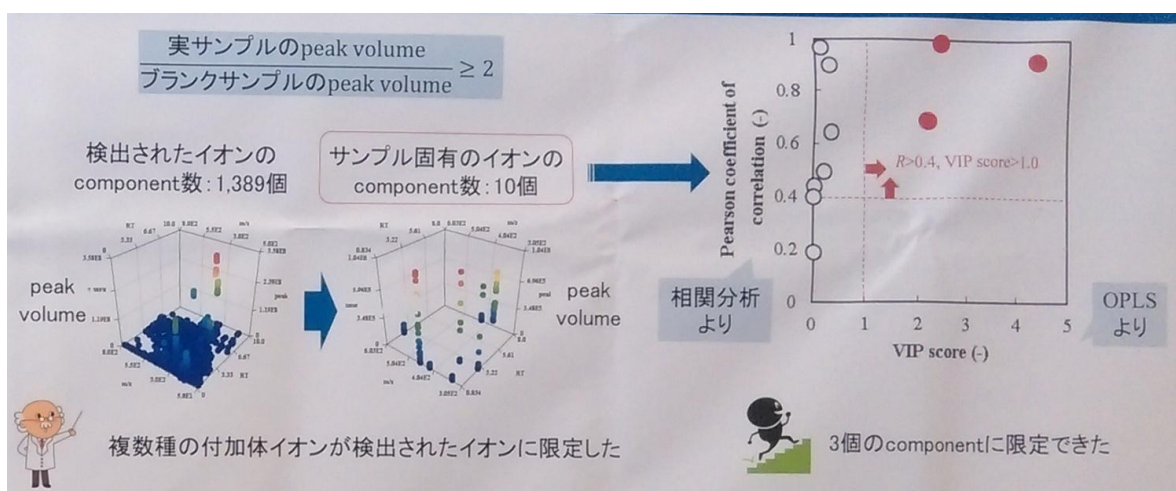 実サンプルのpeak volume
ブランクサンプルのpeak volume
≥ 2
検出されたイオンの
component数:1,389個
サンプル固有のイオンの
component数:10個
peak
volume
peak
volume
複数種の付加体イオンが検出されたイオンに限定した
Pearson coefficient of
correlation (-)
1
0.8
0.6
0.4
0.2
0
R>0.4, VIP score>1.0
0 1 2 3 4 5
VIP score (-)
相関分析
より
OPLS
より
3個のcomponentに限定できた